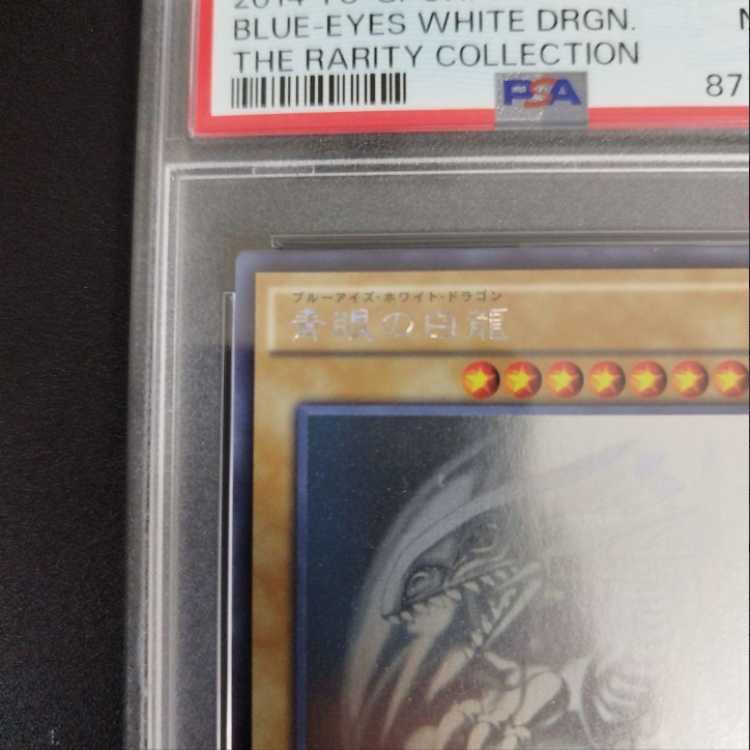 BLUE-EYES WHITE DRGN.
THE RARITY COLLECTION
PSA
87
ブルーアイズ・ホワイト・ドラゴン
青眼の白龍